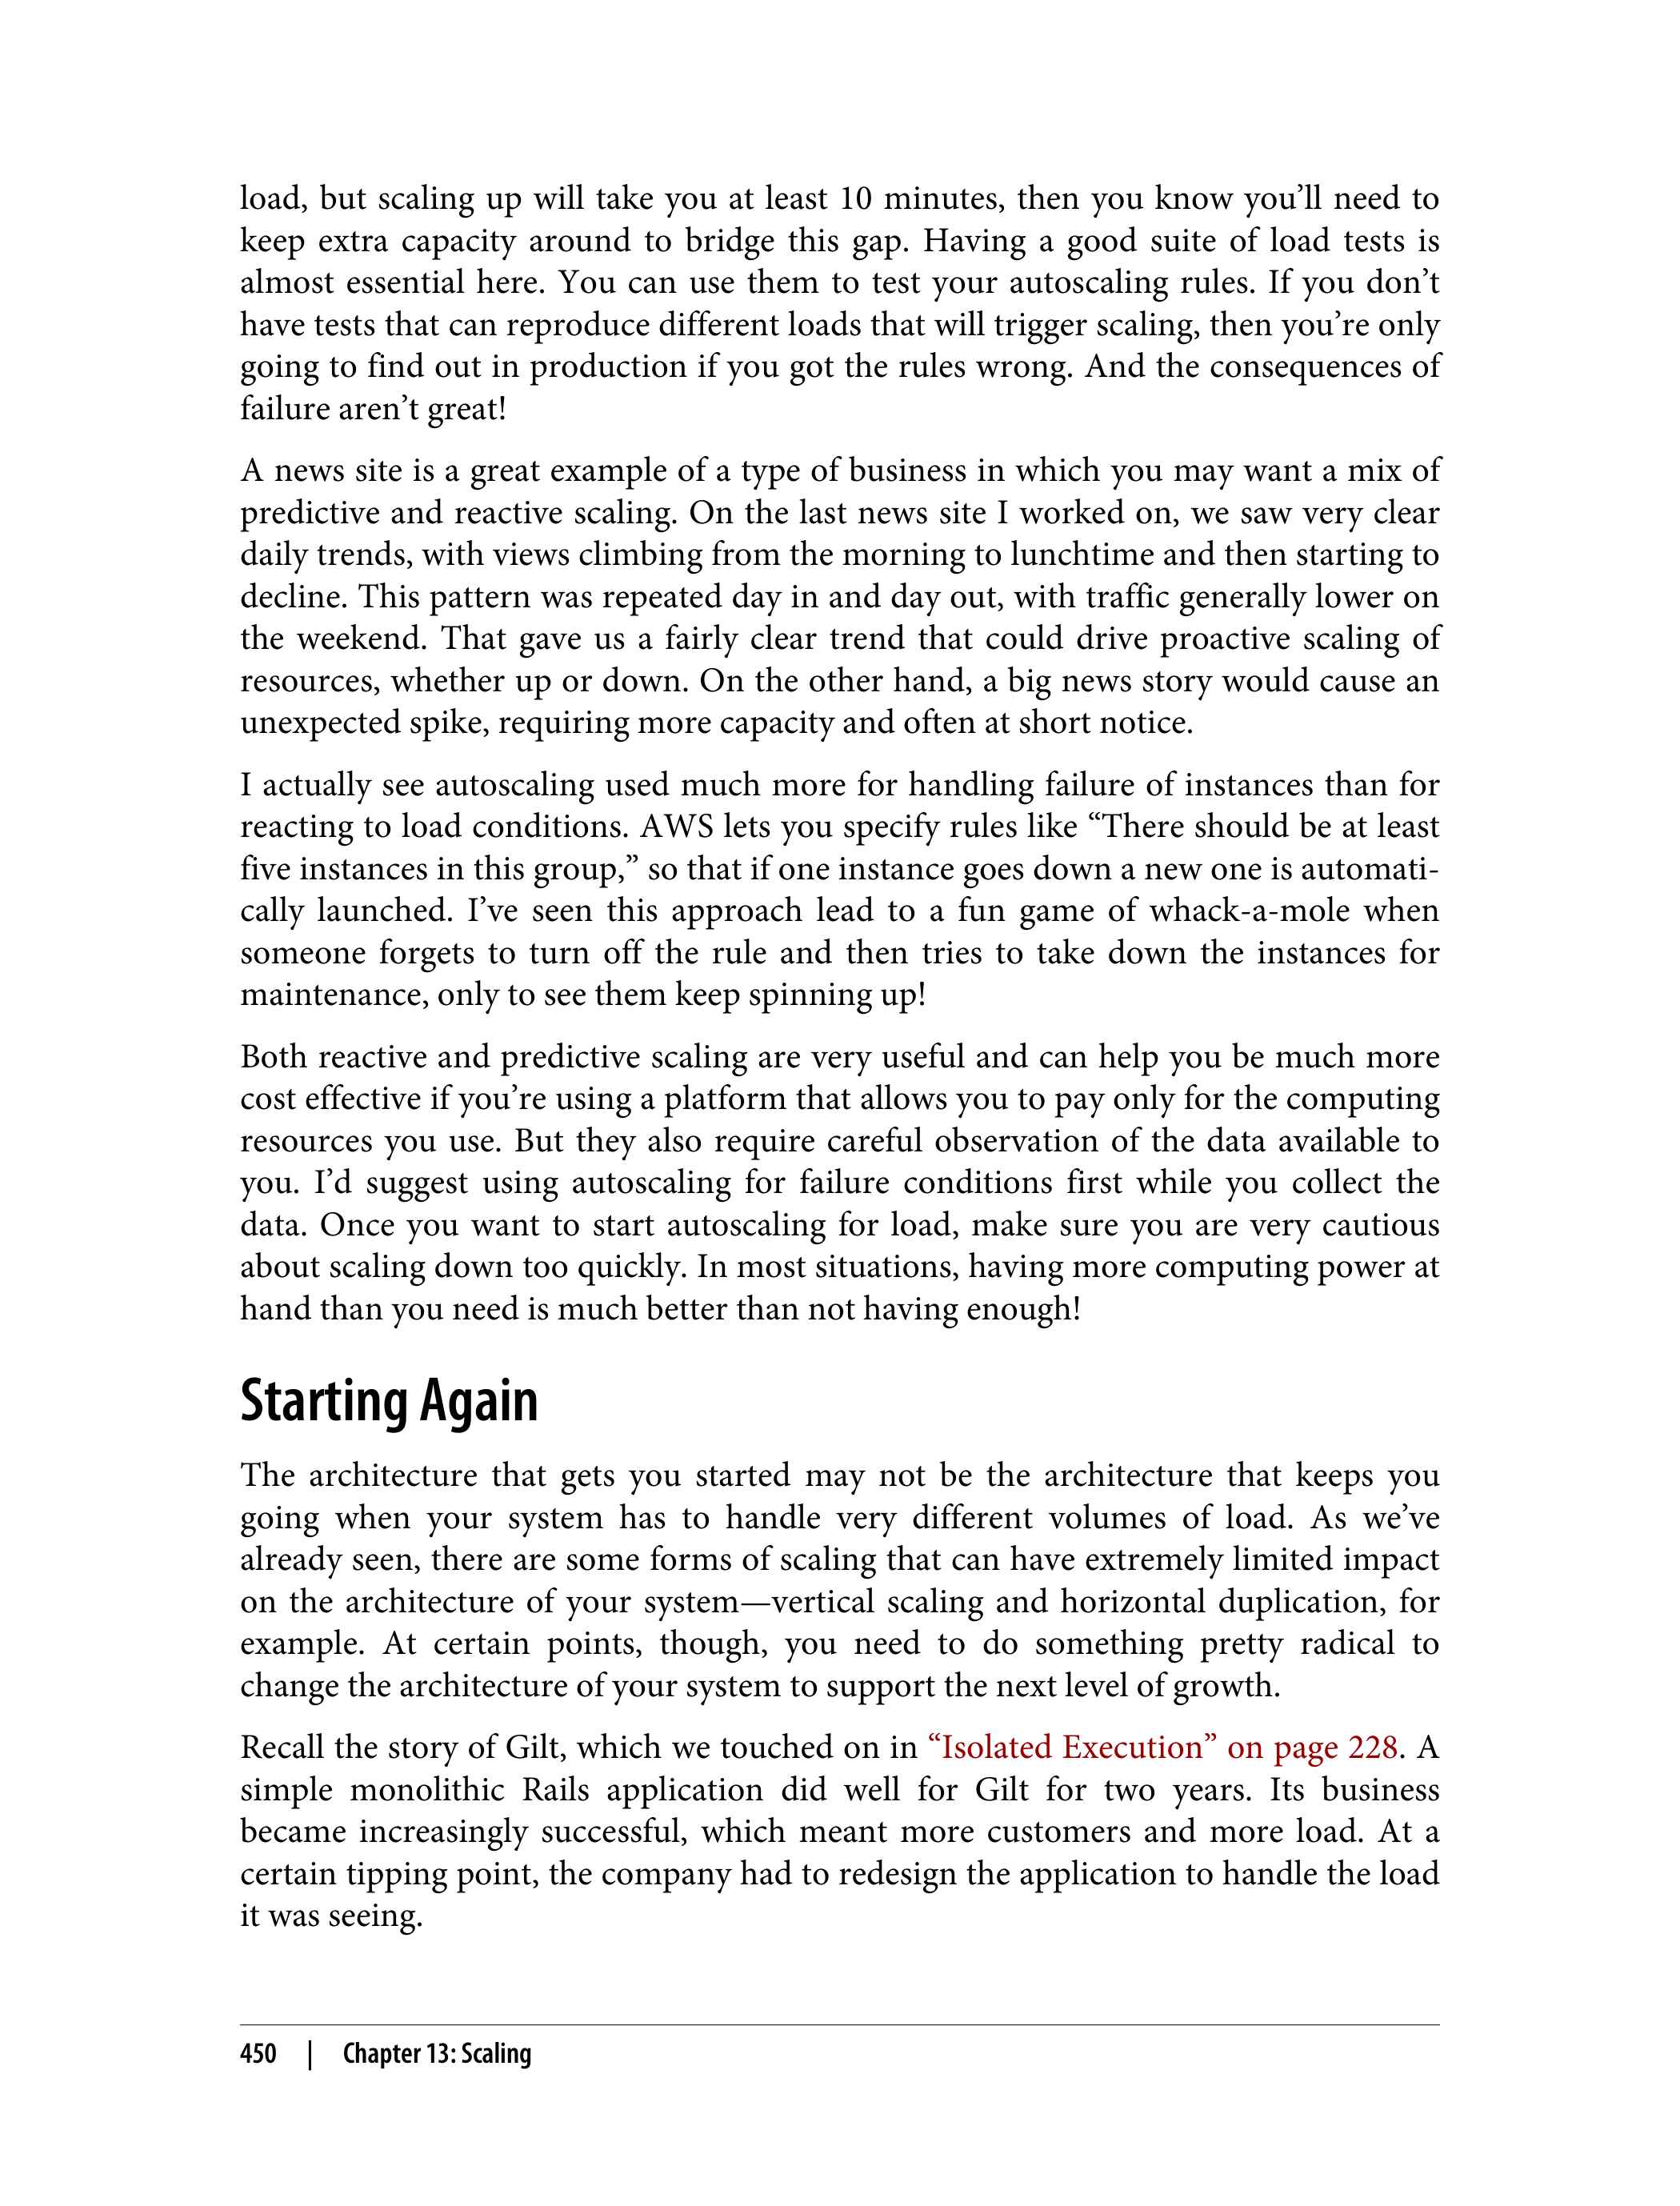 load, but scaling up will take you at least 10 minutes, then you know you’ll need to
keep extra capacity around to bridge this gap. Having a good suite of load tests is
almost essential here. You can use them to test your autoscaling rules. If you don’t
have tests that can reproduce different loads that will trigger scaling, then you’re only
going to find out in production if you got the rules wrong. And the consequences of
failure aren’t great!
A news site is a great example of a type of business in which you may want a mix of
predictive and reactive scaling. On the last news site I worked on, we saw very clear
daily trends, with views climbing from the morning to lunchtime and then starting to
decline. This pattern was repeated day in and day out, with traffic generally lower on
the weekend. That gave us a fairly clear trend that could drive proactive scaling of
resources, whether up or down. On the other hand, a big news story would cause an
unexpected spike, requiring more capacity and often at short notice.
I actually see autoscaling used much more for handling failure of instances than for
reacting to load conditions. AWS lets you specify rules like “There should be at least
five instances in this group,” so that if one instance goes down a new one is automati-
cally launched. I’ve seen this approach lead to a fun game of whack-a-mole when
someone forgets to turn off the rule and then tries to take down the instances for
maintenance, only to see them keep spinning up!
Both reactive and predictive scaling are very useful and can help you be much more
cost effective if you’re using a platform that allows you to pay only for the computing
resources you use. But they also require careful observation of the data available to
you. I’d suggest using autoscaling for failure conditions first while you collect the
data. Once you want to start autoscaling for load, make sure you are very cautious
about scaling down too quickly. In most situations, having more computing power at
hand than you need is much better than not having enough!
Starting Again
The architecture that gets you started may not be the architecture that keeps you
going when your system has to handle very different volumes of load. As we’ve
already seen, there are some forms of scaling that can have extremely limited impact
on the architecture of your system—vertical scaling and horizontal duplication, for
example. At certain points, though, you need to do something pretty radical to
change the architecture of your system to support the next level of growth.
Recall the story of Gilt, which we touched on in “Isolated Execution” on page 228. A
simple monolithic Rails application did well for Gilt for two years. Its business
became increasingly successful, which meant more customers and more load. At a
certain tipping point, the company had to redesign the application to handle the load
it was seeing.
450 | Chapter 13: Scaling